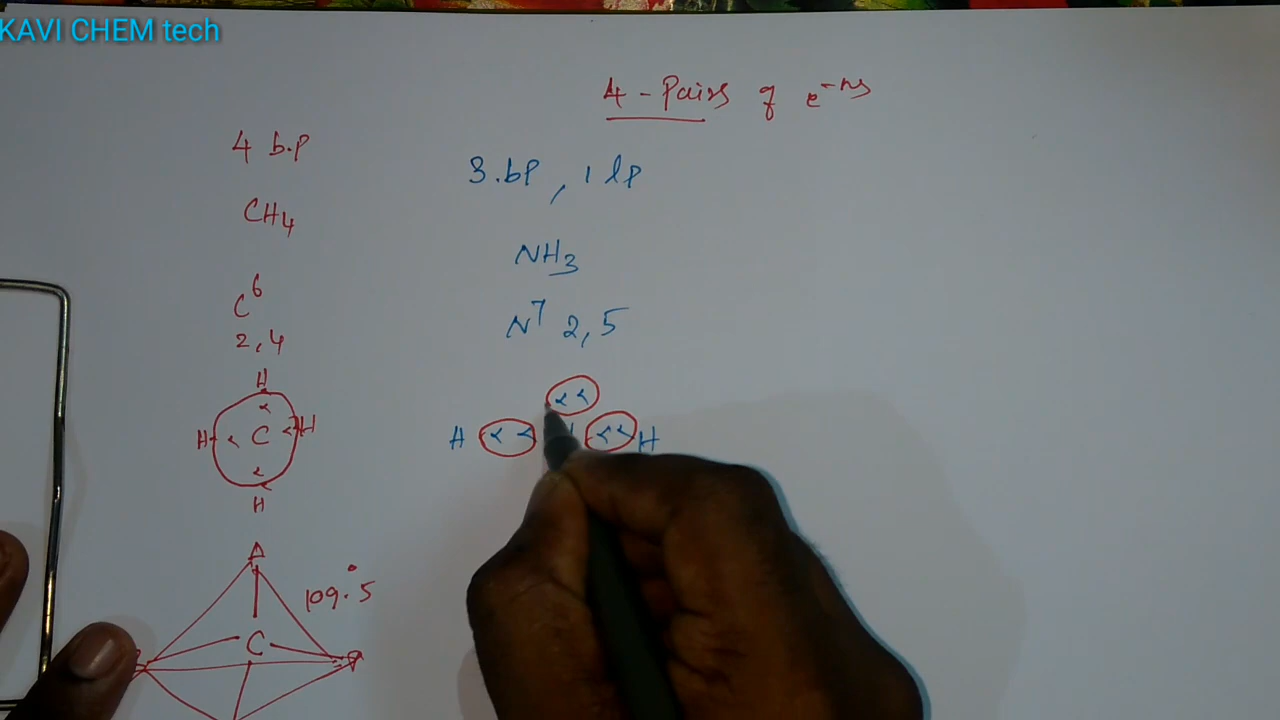 KAVI CHEM tech
4 - Pairs of e⁻ns
4 b.p
CH4
C⁶
2,4
H
H C H
H
109.5°
C
3.bP, 1 lP
NH3
N⁷ 2,5
H H